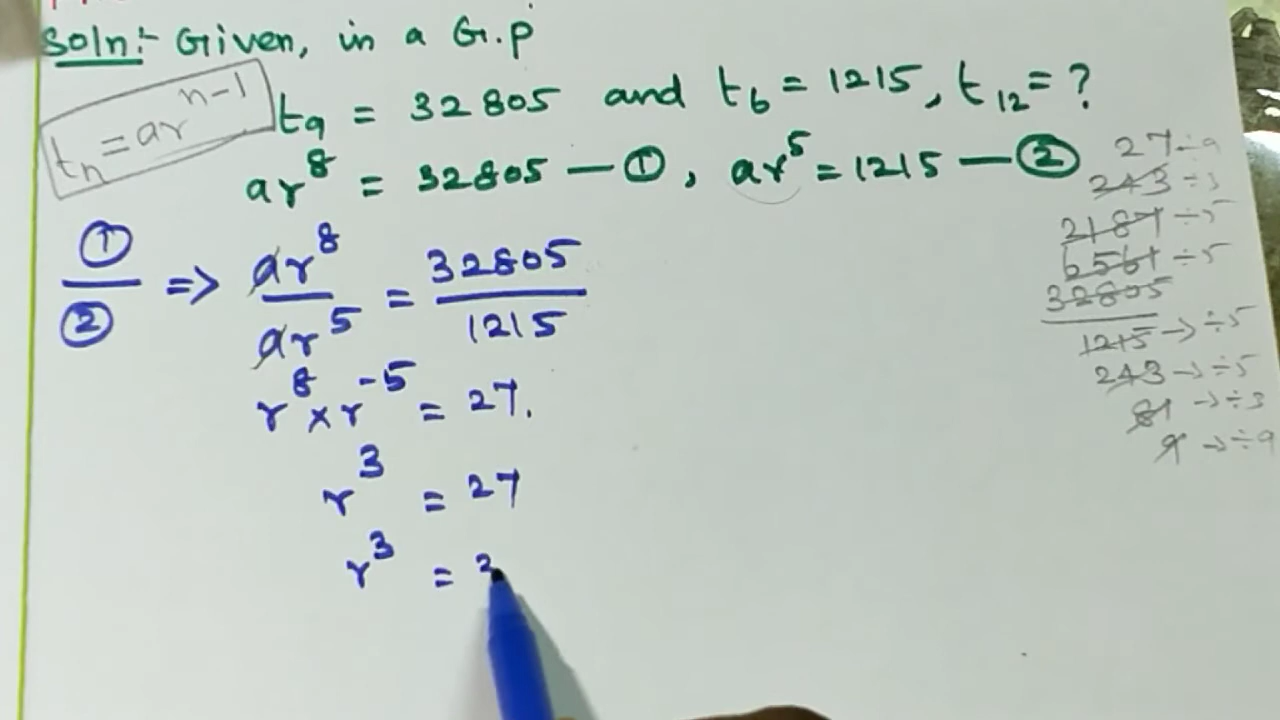 Soln:- Given, in a G.p
tn = ar^n-1
t9 = 32805 and t6 = 1215, t12 = ?
ar^8 = 32805 — ①, ar^5 = 1215 — ②
①/② => ar^8/ar^5 = 32805/1215
r^8 × r^-5 = 27.
r^3 = 27
r^3 = 3
27 ÷9
243 ÷3
2187 ÷5
6561 ÷5
32805
1215 → ÷5
243 → ÷5
81 → ÷3
9 → ÷9